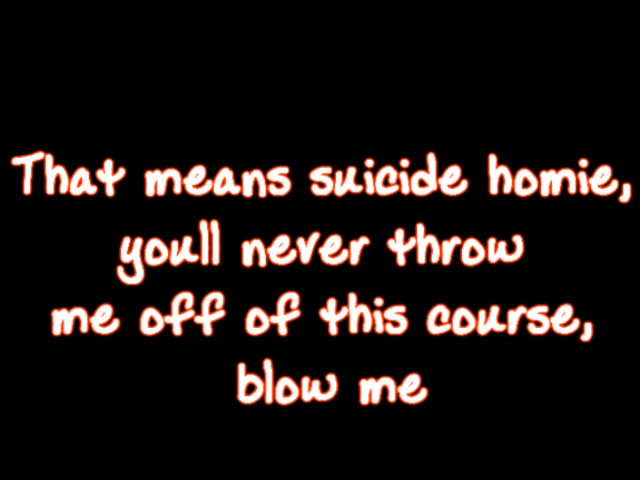 That means suicide homie,
youll never throw
me off of this course,
blow me